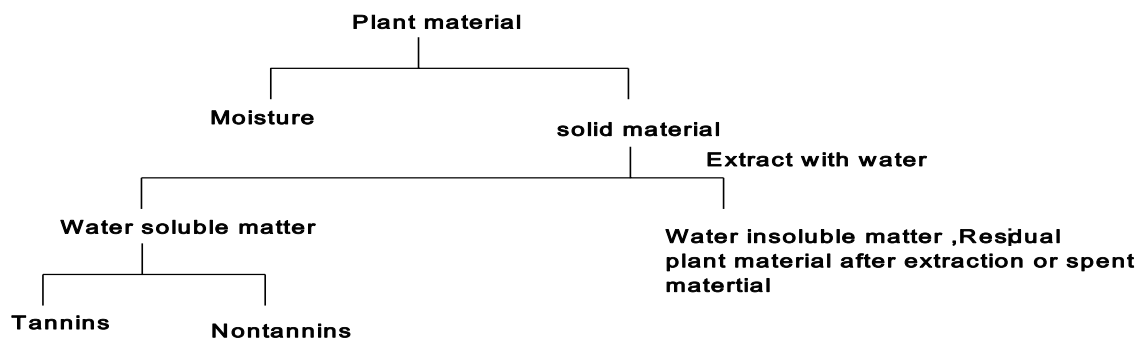 Plant material
Moisture
solid material
Extract with water
Water soluble matter
Water insoluble matter ,Residual
plant material after extraction or spent
matertial
Tannins
Nontannins